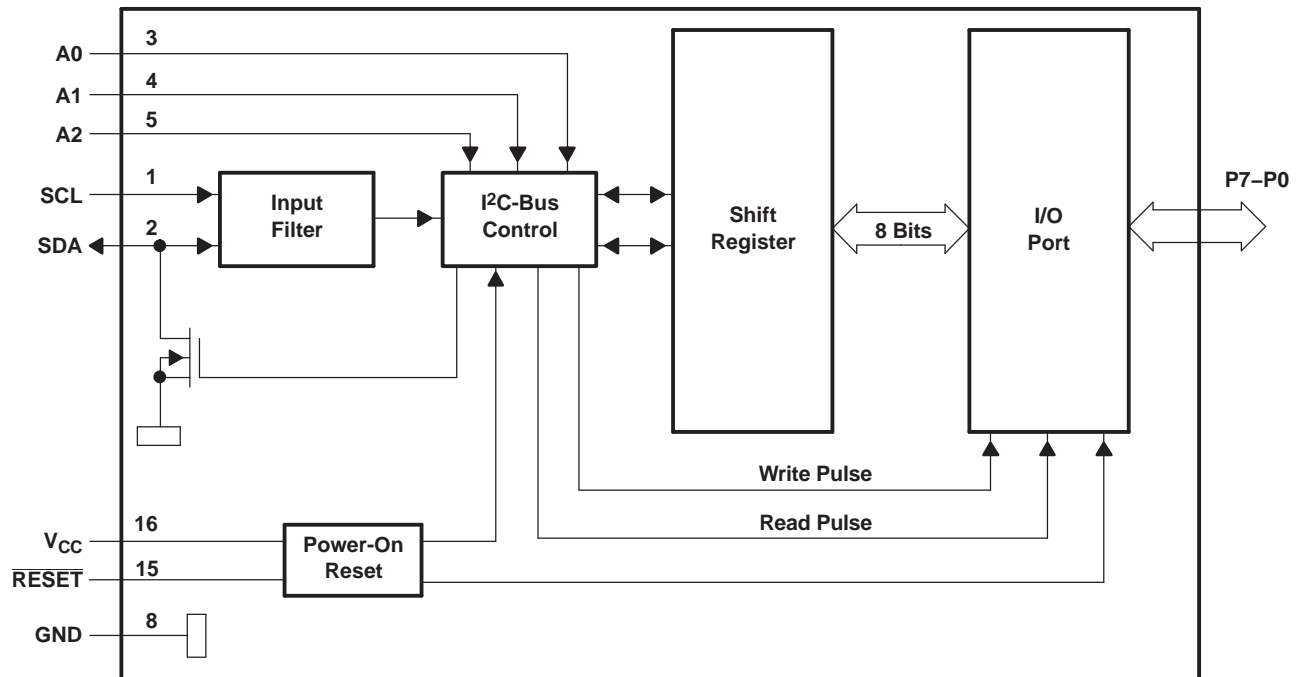 A0
3
A1
4
A2
5
SCL
1
SDA
2
Input
Filter
I²C-Bus
Control
Shift
Register
8 Bits
I/O
Port
P7–P0
Write Pulse
Read Pulse
VCC
16
RESET
15
Power-On
Reset
GND
8